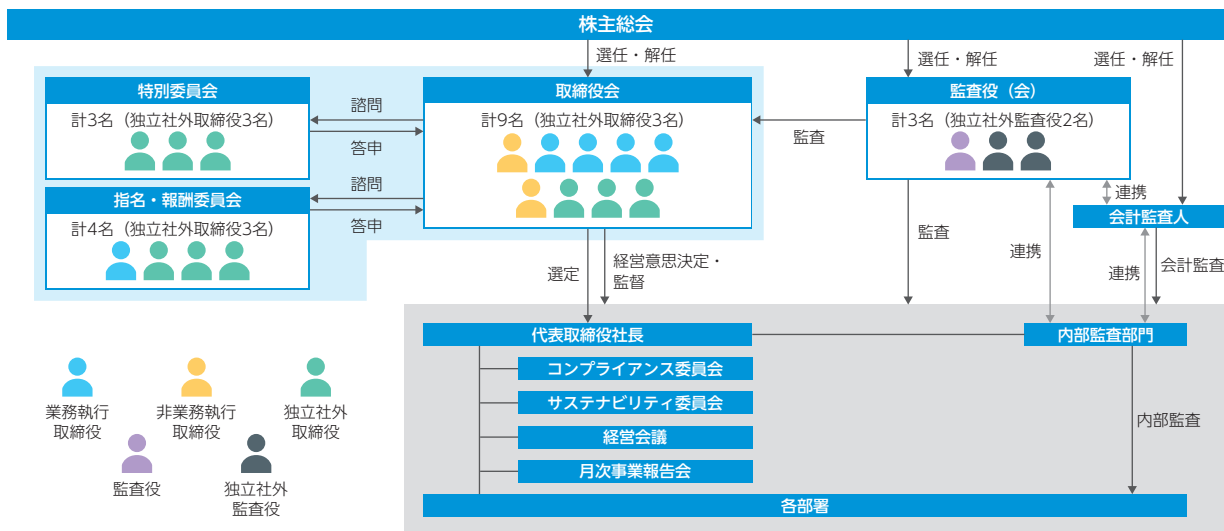 株主総会
選任・解任
選任・解任
選任・解任
特別委員会
計3名（独立社外取締役3名）
諮問
答申
取締役会
計9名（独立社外取締役3名）
監査
監査役（会）
計3名（独立社外監査役2名）
指名・報酬委員会
計4名（独立社外取締役3名）
諮問
答申
連携
会計監査人
選定
経営意思決定・
監督
監査
連携
連携
会計監査
代表取締役社長
内部監査部門
コンプライアンス委員会
サステナビリティ委員会
経営会議
月次事業報告会
内部監査
各部署
業務執行
取締役
非業務執行
取締役
独立社外
取締役
監査役
独立社外
監査役